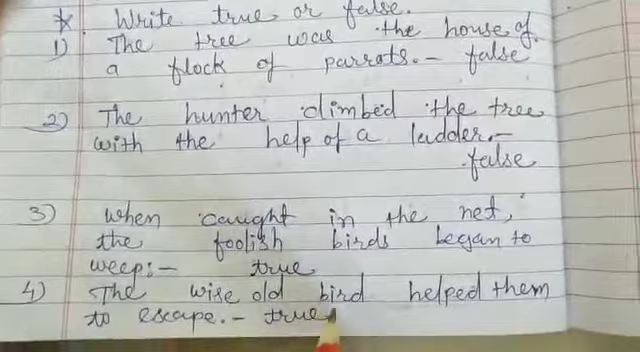 * Write true or false.
1) The tree was the house of
a flock of parrots. - false
2) The hunter climbed the tree
with the help of a ladder. -
false
3) when caught in the net,
the foolish birds began to
weep:- true
4) The wise old bird helped them
to escape. - true